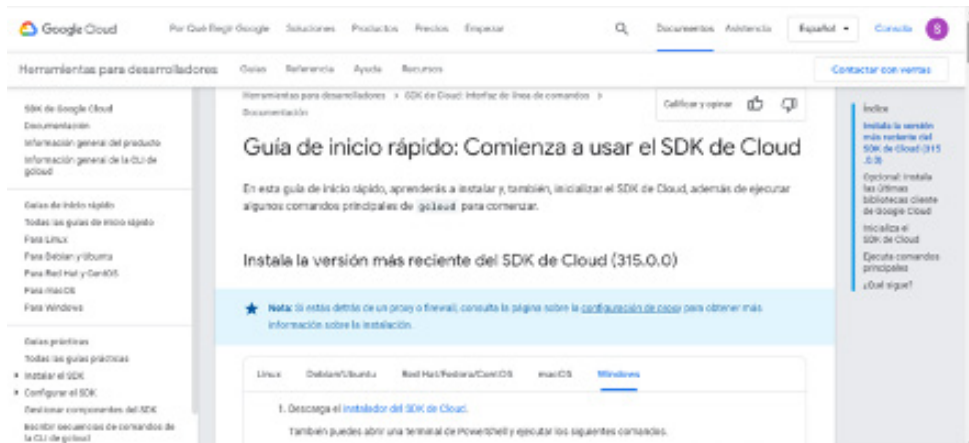 Google Cloud
Por Qué Elegir Google Soluciones Productos Precios Empezar
Documentos Asistencia Español Consola S
Herramientas para desarrolladores Guías Referencia Ayuda Recursos Contactar con ventas
SDK de Google Cloud
Documentación
Información general del producto
Información general de la CLI de
gcloud
Guías de inicio rápido
Todas las guías de inicio rápido
Para Linux
Para Debian y Ubuntu
Para Red Hat y CentOS
Para macOS
Para Windows
Guías prácticas
Todas las guías prácticas
Instalar el SDK
Configurar el SDK
Gestionar componentes del SDK
Escribir secuencias de comandos de
la CLI de gcloud
Herramientas para desarrolladores > SDK de Cloud: Interfaz de línea de comandos >
Documentación
Calificar y opinar
Guía de inicio rápido: Comienza a usar el SDK de Cloud
En esta guía de inicio rápido, aprenderás a instalar y, también, inicializar el SDK de Cloud, además de ejecutar
algunos comandos principales de gcloud para comenzar.
Instala la versión más reciente del SDK de Cloud (315.0.0)
Nota: Si estás detrás de un proxy o firewall, consulta la página sobre la configuración de proxy para obtener más
información sobre la instalación.
Linux Debian/Ubuntu Red Hat/Fedora/CentOS macOS Windows
1. Descarga el instalador del SDK de Cloud.
También puedes abrir una terminal de PowerShell y ejecutar los siguientes comandos.
Índice
Instala la versión
más reciente del
SDK de Cloud (315
.0.0)
Opcional: Instala
las últimas
bibliotecas cliente
de Google Cloud
Inicializa el
SDK de Cloud
Ejecuta comandos
principales
¿Qué sigue?